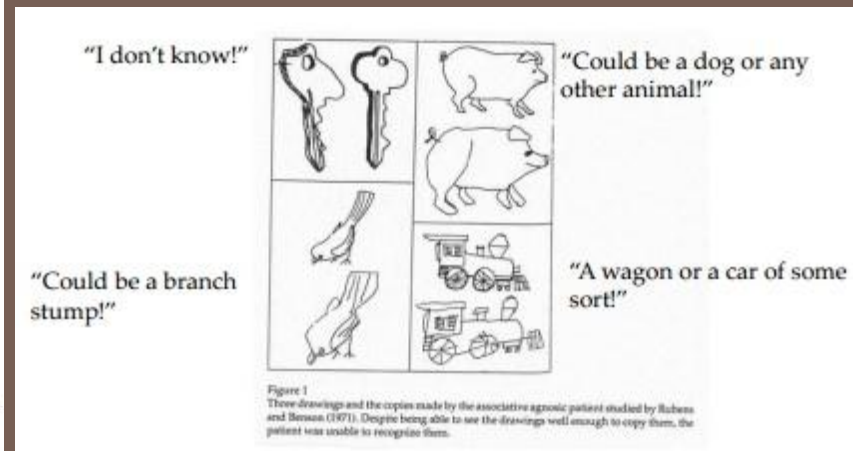 “I don’t know!”
“Could be a dog or any
other animal!”
“Could be a branch
stump!”
“A wagon or a car of some
sort!”
Figure 1
Three drawings and the copies made by the associative agnosic patient studied by Rubens
and Benson (1971). Despite being able to see the drawings well enough to copy them, the
patient was unable to recognize them.